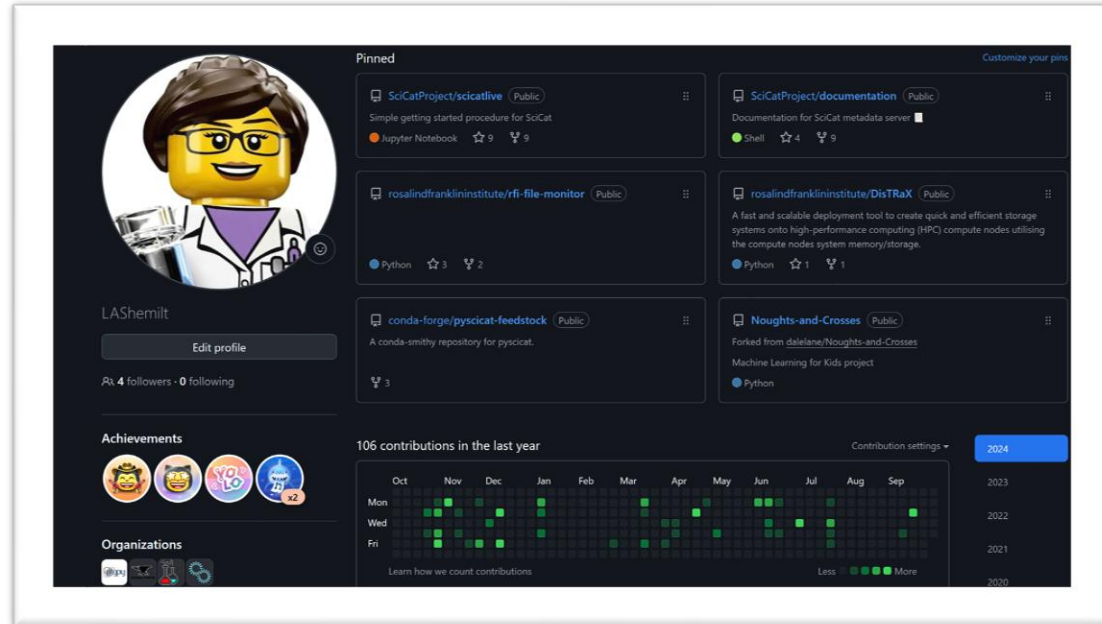 LAShemilt
Edit profile
4 followers · 0 following
Achievements
YOLO
x2
Organizations
Pinned
Customize your pins
SciCatProject/scicatlive Public
Simple getting started procedure for SciCat
Jupyter Notebook 9 9
SciCatProject/documentation Public
Documentation for SciCat metadata server
Shell 4 9
rosalindfranklininstitute/rfi-file-monitor Public
Python 3 2
rosalindfranklininstitute/DisTRaX Public
A fast and scalable deployment tool to create quick and efficient storage
systems onto high-performance computing (HPC) compute nodes utilising
the compute nodes system memory/storage.
Python 1 1
conda-forge/pyscicat-feedstock Public
A conda-smithy repository for pyscicat.
3
Noughts-and-Crosses Public
Forked from dalelane/Noughts-and-Crosses
Machine Learning for Kids project
Python
106 contributions in the last year
Contribution settings
Oct Nov Dec Jan Feb Mar Apr May Jun Jul Aug Sep
Mon
Wed
Fri
Learn how we count contributions
Less More
2024
2023
2022
2021
2020